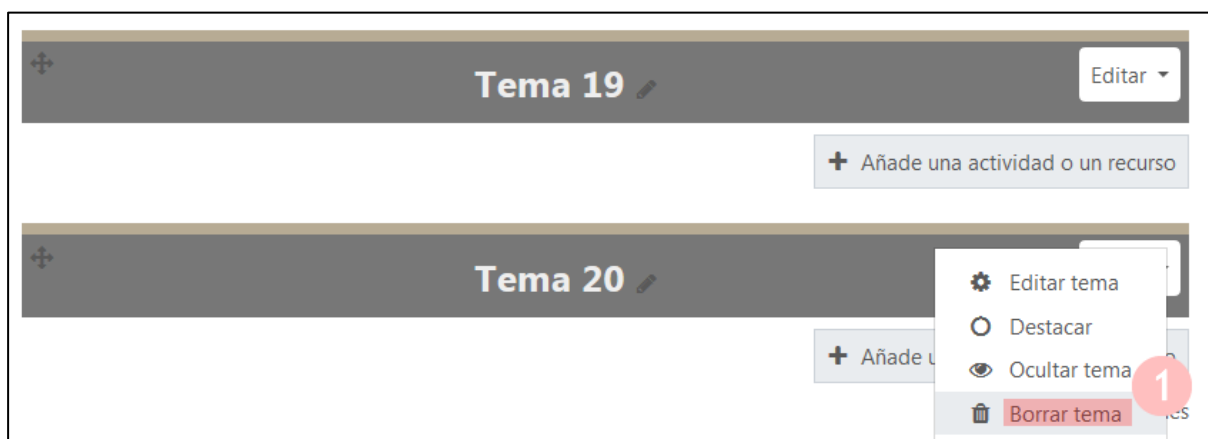 Tema 19
Editar
Añade una actividad o un recurso
Tema 20
Editar tema
Destacar
Añade
Ocultar tema
1
Borrar tema